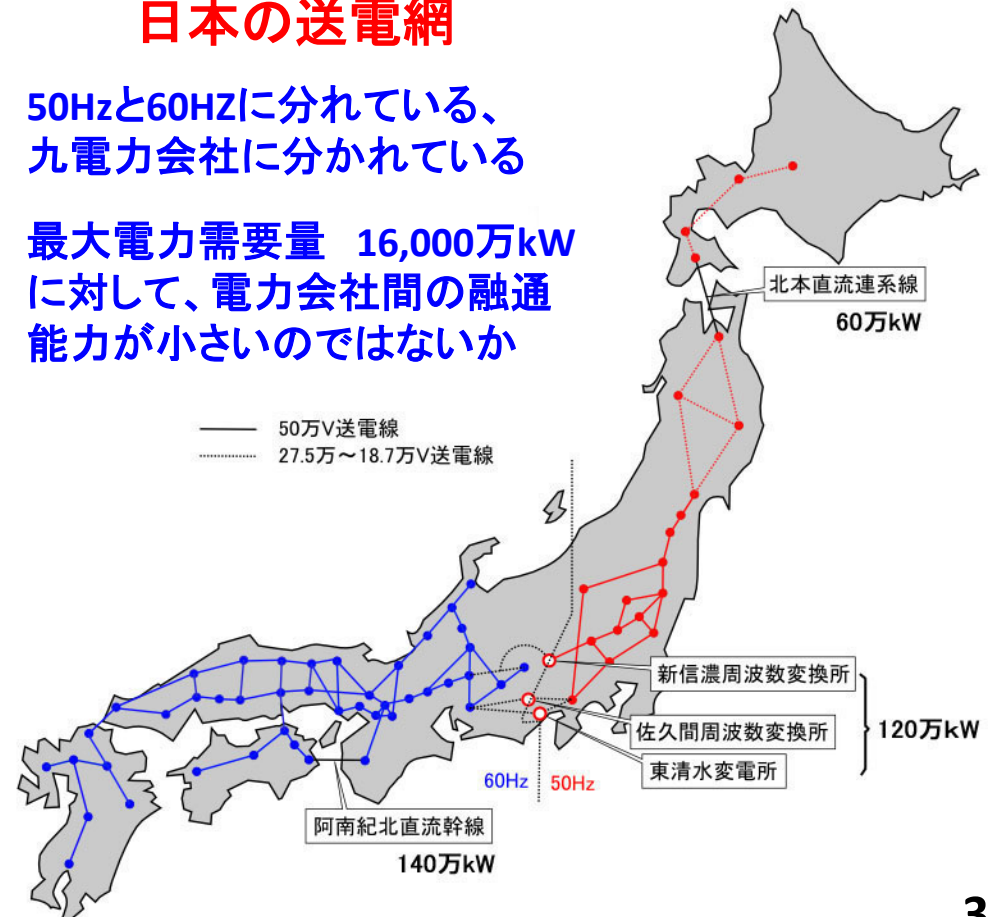 日本の送電網
50Hzと60HZに分れている、
九電力会社に分かれている
最大電力需要量　16,000万kW
に対して、電力会社間の融通
能力が小さいのではないか
50万V送電線
27.5万～18.7万V送電線
北本直流連系線
60万kW
新信濃周波数変換所
佐久間周波数変換所
東清水変電所
120万kW
60Hz
50Hz
阿南紀北直流幹線
140万kW
3